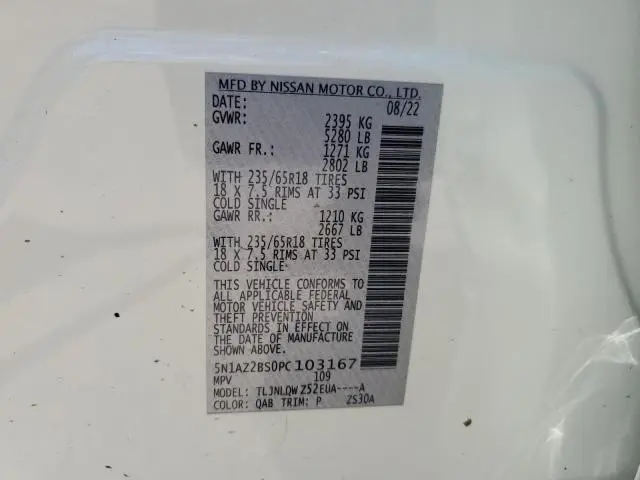 MFD BY NISSAN MOTOR CO., LTD.
DATE: 08/22
GVWR: 2395 KG
5280 LB
GAWR FR.: 1271 KG
2802 LB
WITH 235/65R18 TIRES
18 X 7.5 RIMS AT 33 PSI
COLD SINGLE
GAWR RR.: 1210 KG
2667 LB
WITH 235/65R18 TIRES
18 X 7.5 RIMS AT 33 PSI
COLD SINGLE
THIS VEHICLE CONFORMS TO
ALL APPLICABLE FEDERAL
MOTOR VEHICLE SAFETY AND
THEFT PREVENTION
STANDARDS IN EFFECT ON
THE DATE OF MANUFACTURE
SHOWN ABOVE.
5N1AZ2BS0PC103167
MPV 109
MODEL: TLJNLQW ZS2EUA----A
COLOR: QAB TRIM: P ZS30A